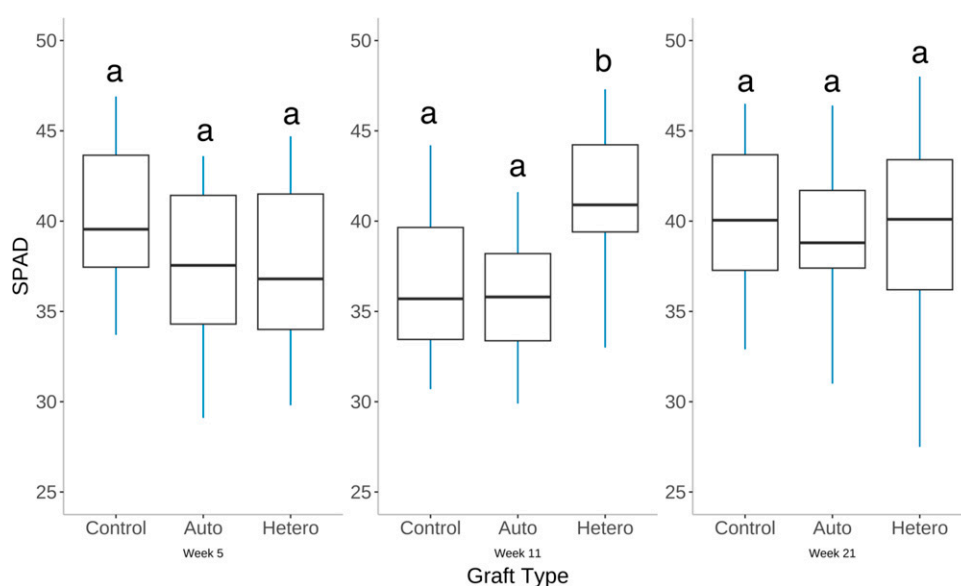 SPAD
50
45
40
35
30
25
a
a
a
Control Auto Hetero
Week 5
50
45
40
35
30
25
a
a
b
Control Auto Hetero
Week 11
50
45
40
35
30
25
a
a
a
Control Auto Hetero
Week 21
Graft Type